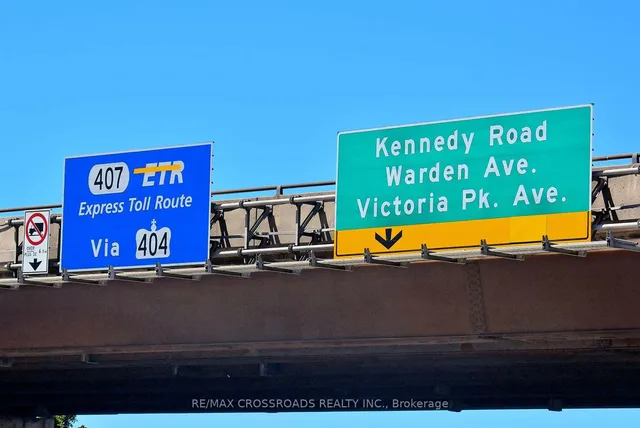 407 ETR
Express Toll Route
Via 404
Kennedy Road
Warden Ave.
Victoria Pk. Ave.
RE/MAX CROSSROADS REALTY INC., Brokerage